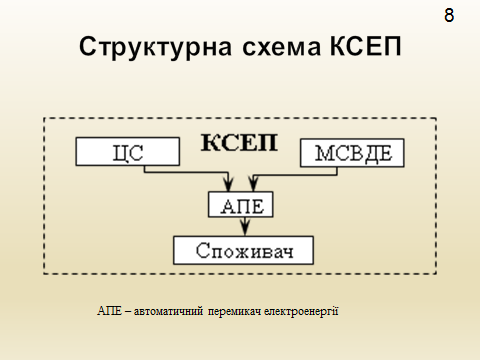 8
Структурна схема КСЕП
КСЕП
ЦС
МСВДЕ
АПЕ
Споживач
АПЕ – автоматичний перемикач електроенергії